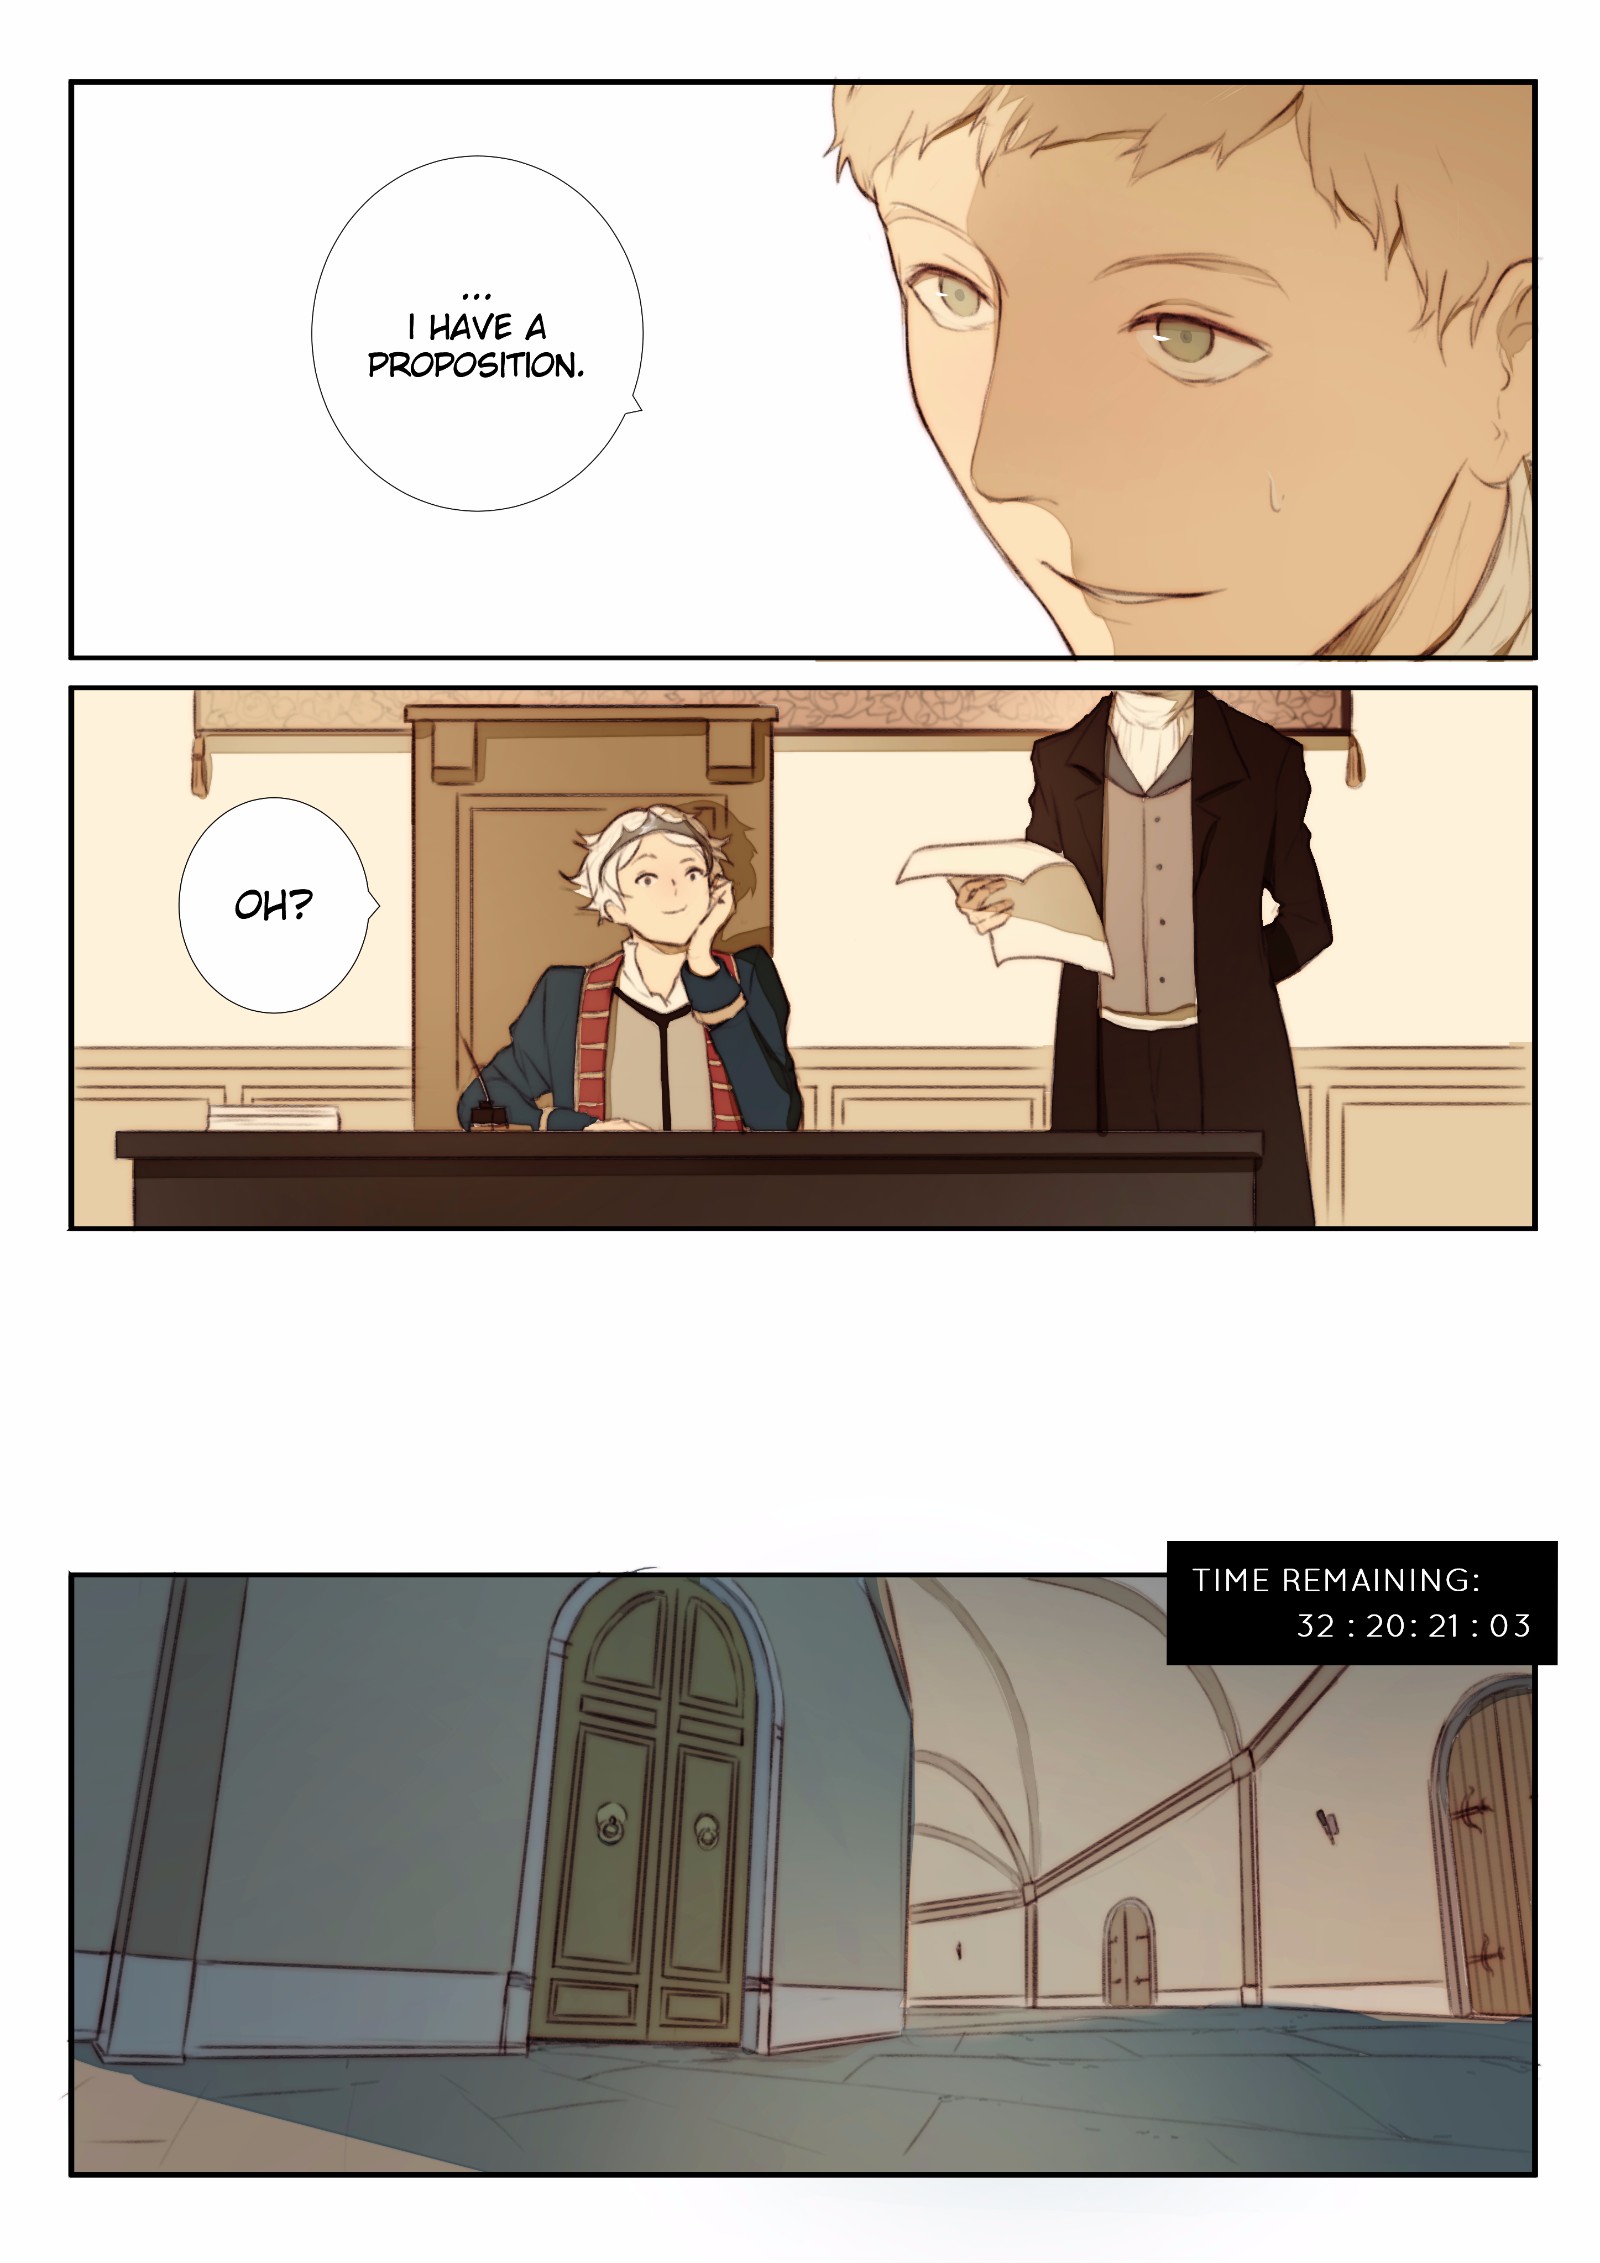 ...
I HAVE A
PROPOSITION.
OH?
TIME REMAINING:
32 : 20: 21 : 03